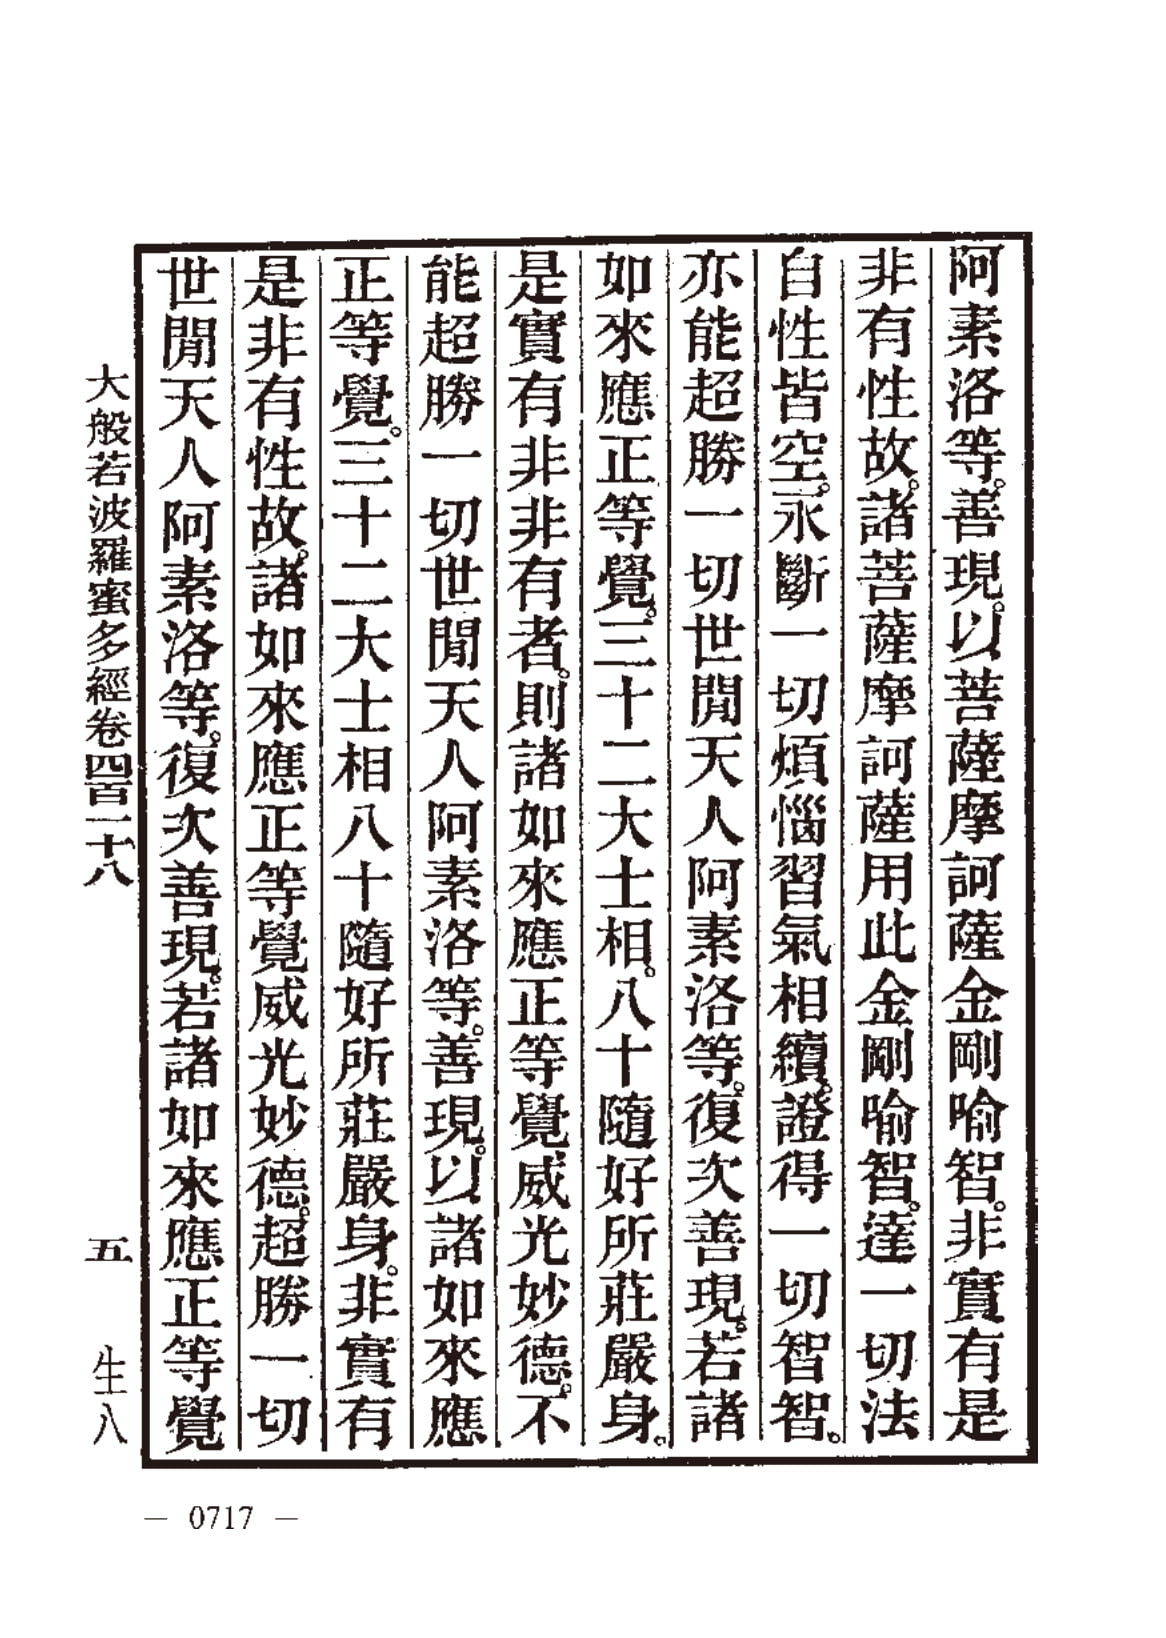 阿素洛等。善現。以菩薩摩訶薩金剛喻智。非實有是
非有性故。諸菩薩摩訶薩用此金剛喻智。達一切法
自性皆空。永斷一切煩惱習氣相續。證得一切智智。
亦能超勝一切世閒天人阿素洛等。復次善現。若諸
如來應正等覺。三十二大士相。八十隨好所莊嚴身。
是實有非非有者。則諸如來應正等覺威光妙德。不
能超勝一切世閒天人阿素洛等。善現。以諸如來應
正等覺。三十二大士相八十隨好所莊嚴身。非實有
是非有性故。諸如來應正等覺威光妙德。超勝一切
世閒天人阿素洛等。復次善現。若諸如來應正等覺
大般若波羅蜜多經卷四百一十八 五 生八
— 0717 —